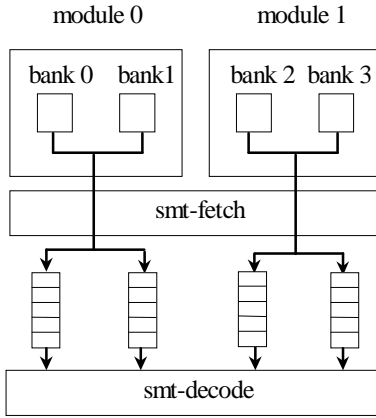 module 0 module 1
bank 0 bank1 bank 2 bank 3
smt-fetch
smt-decode